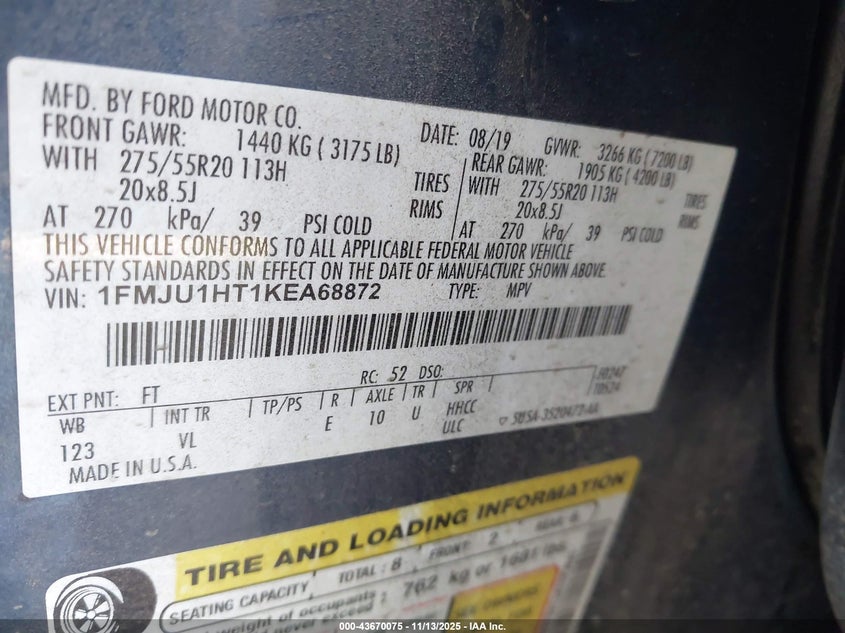 MFD. BY FORD MOTOR CO.
DATE: 08/19 GVWR: 3266 KG (7200 LB)
FRONT GAWR: 1440 KG (3175 LB)
REAR GAWR: 1905 KG (4200 LB)
WITH 275/55R20 113H TIRES
WITH 275/55R20 113H TIRES
20x8.5J RIMS
20x8.5J RIMS
AT 270 kPa/ 39 PSI COLD
AT 270 kPa/ 39 PSI COLD
THIS VEHICLE CONFORMS TO ALL APPLICABLE FEDERAL MOTOR VEHICLE
SAFETY STANDARDS IN EFFECT ON THE DATE OF MANUFACTURE SHOWN ABOVE.
VIN: 1FMJU1HT1KEA68872 TYPE: MPV
EXT PNT: FT RC: 52 DSO:
WB INT TR TP/PS R AXLE TR SPR
123 VL E 10 U HHCC
ULC
MADE IN U.S.A.
TIRE AND LOADING INFORMATION
SEATING CAPACITY TOTAL: 8 FRONT: 2
weight of occupants 762 kg or
never exceed
000-43670075 - 11/13/2025 - IAA Inc.